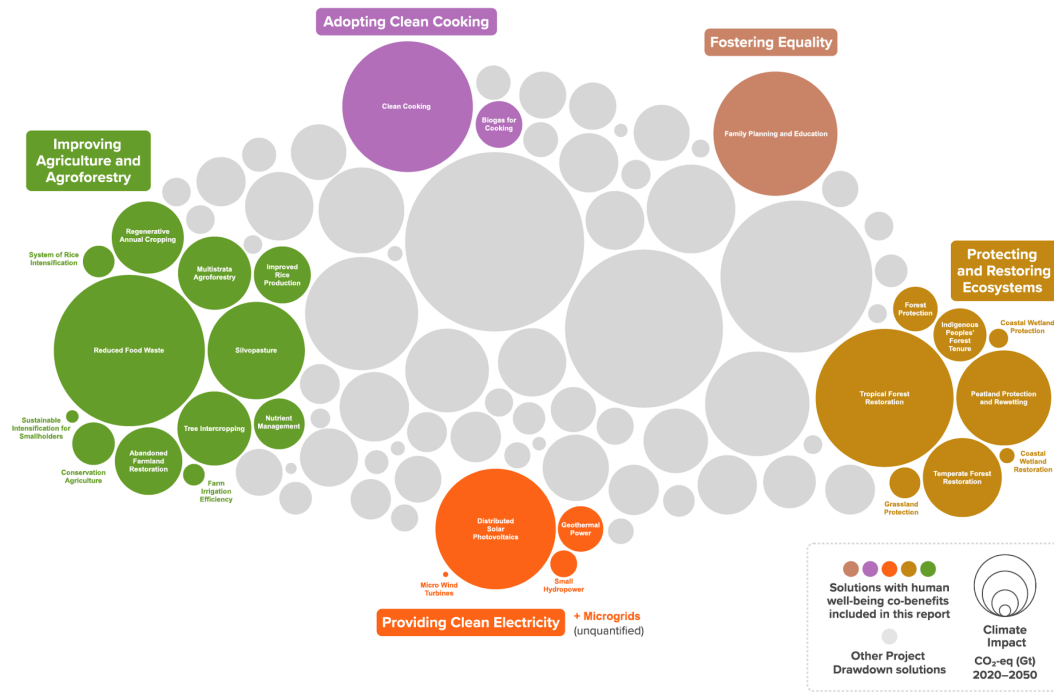 Adopting Clean Cooking
Clean Cooking
Biogas for
Cooking
Fostering Equality
Family Planning and Education
Improving
Agriculture and
Agroforestry
Regenerative
Annual Cropping
System of Rice
Intensification
Multistrata
Agroforestry
Improved
Rice
Production
Reduced Food Waste
Silvopasture
Sustainable
Intensification for
Smallholders
Tree Intercropping
Nutrient
Management
Conservation
Agriculture
Abandoned
Farmland
Restoration
Farm
Irrigation
Efficiency
Protecting
and Restoring
Ecosystems
Forest
Protection
Indigenous
Peoples'
Forest
Tenure
Coastal Wetland
Protection
Tropical Forest
Restoration
Peatland Protection
and Rewetting
Coastal
Wetland
Restoration
Temperate Forest
Restoration
Grassland
Protection
Distributed
Solar
Photovoltaics
Geothermal
Power
Micro Wind
Turbines
Small
Hydropower
Providing Clean Electricity
+ Microgrids
(unquantified)
Solutions with human
well-being co-benefits
included in this report
Other Project
Drawdown solutions
Climate
Impact
CO₂-eq (Gt)
2020–2050